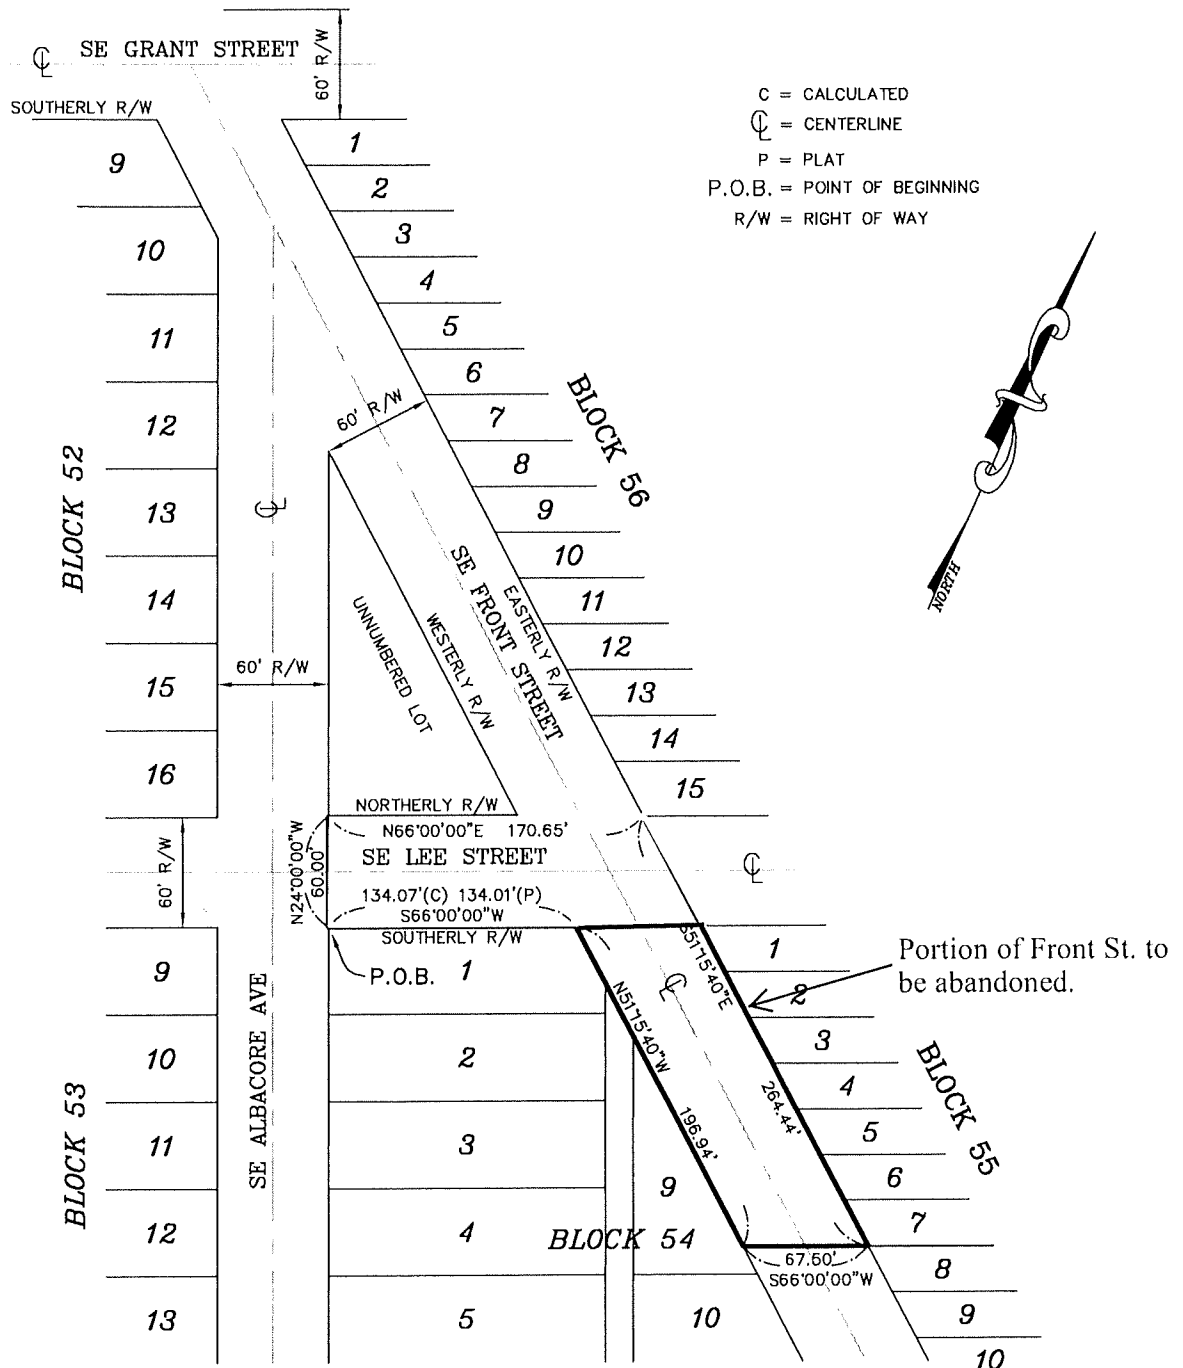 SE GRANT STREET
60' R/W
SOUTHERLY R/W
C = CALCULATED
℄ = CENTERLINE
P = PLAT
P.O.B. = POINT OF BEGINNING
R/W = RIGHT OF WAY
NORTH
9
10
11
12
13
14
15
16
BLOCK 52
1
2
3
4
5
6
7
8
9
10
11
12
13
14
15
BLOCK 56
60' R/W
℄
SE FRONT STREET
EASTERLY R/W
WESTERLY R/W
UNNUMBERED LOT
60' R/W
NORTHERLY R/W
N66°00'00"E 170.65'
SE LEE STREET
60' R/W
N24°00'00"W
60.00'
134.07'(C) 134.01'(P)
S66°00'00"W
SOUTHERLY R/W
P.O.B.
℄
℄
S51°15'40"E
264.44'
N51°15'40"W
196.94'
67.50'
S66°00'00"W
Portion of Front St. to
be abandoned.
9
10
11
12
13
BLOCK 53
SE ALBACORE AVE
1
2
3
4
5
9
10
BLOCK 54
1
2
3
4
5
6
7
8
9
10
BLOCK 55
℄